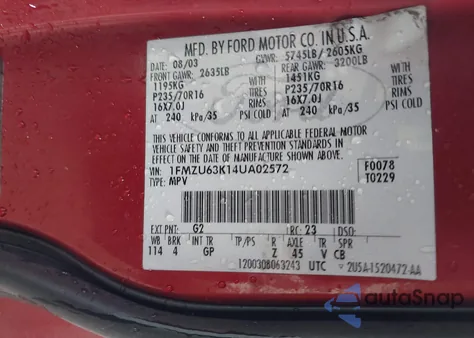 MFD. BY FORD MOTOR CO. IN U.S.A.
DATE: 08/03 GVWR: 5745LB/2605KG
FRONT GAWR: 2635LB REAR GAWR: 3200LB
1195KG 1451KG
P235/70R16 TIRES P235/70R16
16X7.0J RIMS 16X7.0J
AT 240 kPA/35 PSI COLD AT 240 kPA/35 PSI COLD
THIS VEHICLE CONFORMS TO ALL APPLICABLE FEDERAL MOTOR
VEHICLE SAFETY AND THEFT PREVENTION STANDARDS IN
EFFECT ON THE DATE OF MANUFACTURE SHOWN ABOVE.
VEHICLE IDENTIFICATION NO.:
VIN: 1FMZU63K14UA02572 F0078
TYPE: MPV T0229
EXT PNT: G2 RC: 23 DSO:
WB BRK INT TR TP/PS R AXLE TR SPR
114 4 GP Z 45 V CB
1200308063243 UTC 2U5A-1520472-AA
autoSnap